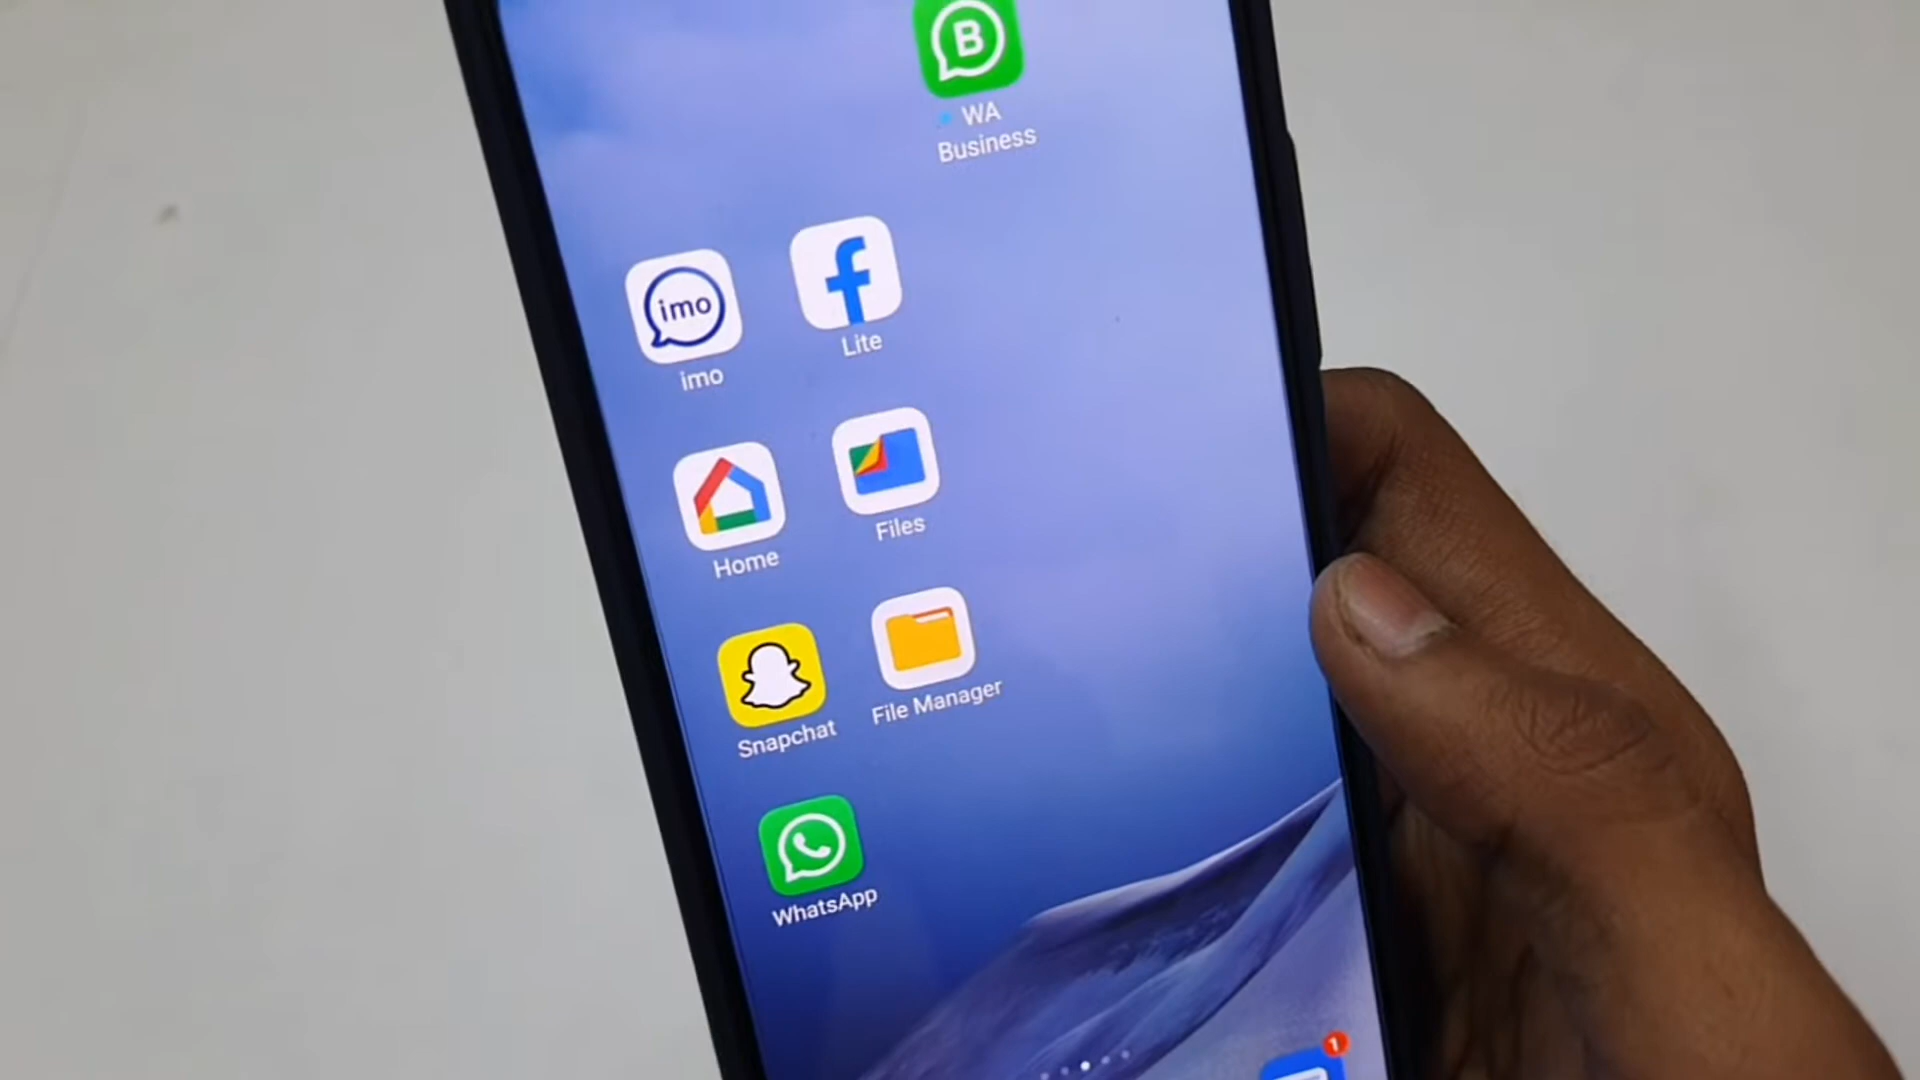 B
WA
Business
imo
imo
Lite
Home
Files
Snapchat
File Manager
WhatsApp
1